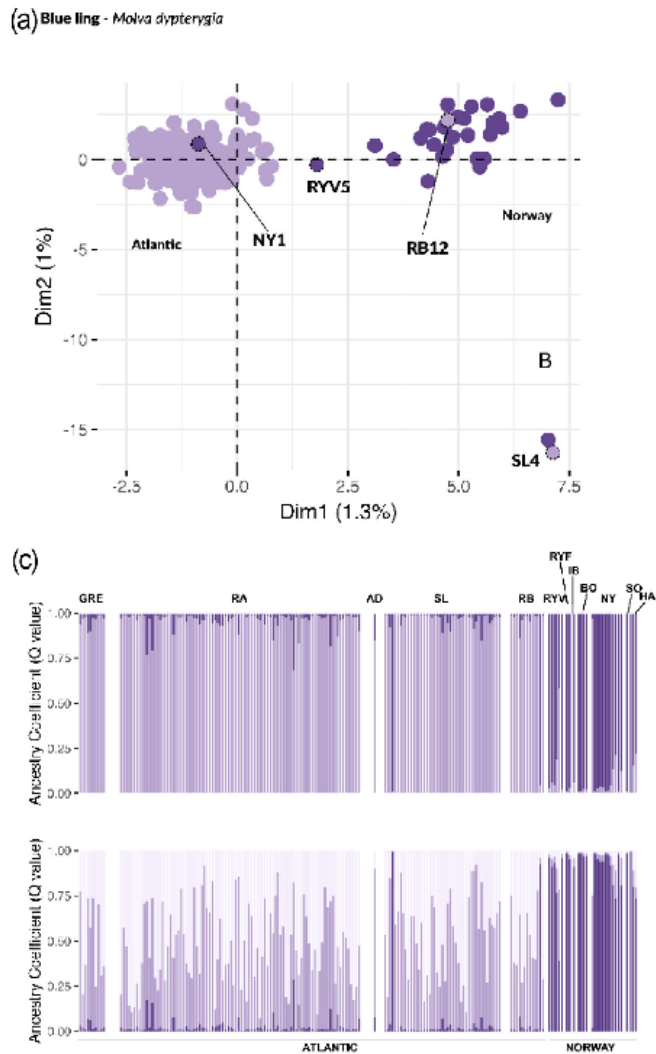 (a) Blue ling - Molva dypterygia
0
-5
-10
-15
Dim2 (1%)
Atlantic
NY1
RYV5
RB12
Norway
B
SL4
-2.5 0.0 2.5 5.0 7.5
Dim1 (1.3%)
(c)
RYF
IB
GRE RA AD SL RB RYV BO NY SO HA
1.00
0.75
0.50
0.25
0.00
Ancestry Coefficient (Q value)
1.00
0.75
0.50
0.25
0.00
Ancestry Coefficient (Q value)
ATLANTIC NORWAY